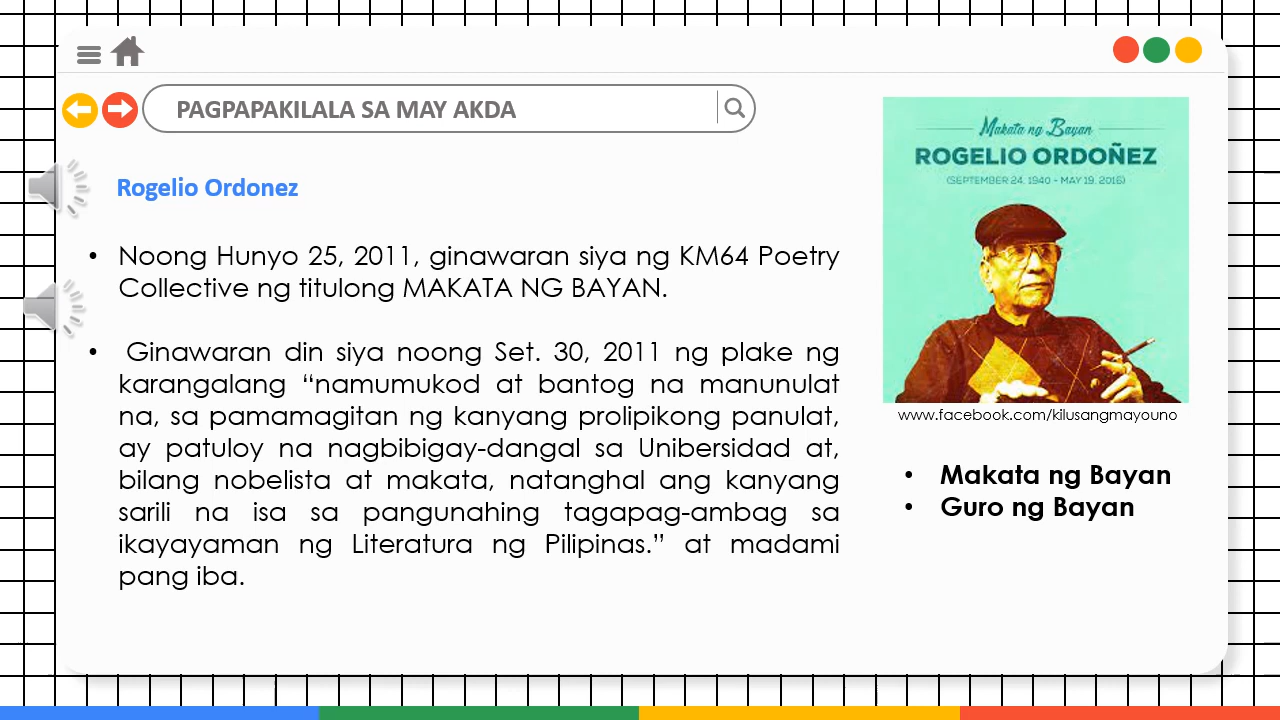 PAGPAPAKILALA SA MAY AKDA
Rogelio Ordonez
• Noong Hunyo 25, 2011, ginawaran siya ng KM64 Poetry
Collective ng titulong MAKATA NG BAYAN.
• Ginawaran din siya noong Set. 30, 2011 ng plake ng
karangalang “namumukod at bantog na manunulat
na, sa pamamagitan ng kanyang prolipikong panulat,
ay patuloy na nagbibigay-dangal sa Unibersidad at,
bilang nobelista at makata, natanghal ang kanyang
sarili na isa sa pangunahing tagapag-ambag sa
ikayayaman ng Literatura ng Pilipinas.” at madami
pang iba.
Makata ng Bayan
ROGELIO ORDOÑEZ
(SEPTEMBER 24, 1940 - MAY 19, 2016)
www.facebook.com/kilusangmayouno
• Makata ng Bayan
• Guro ng Bayan